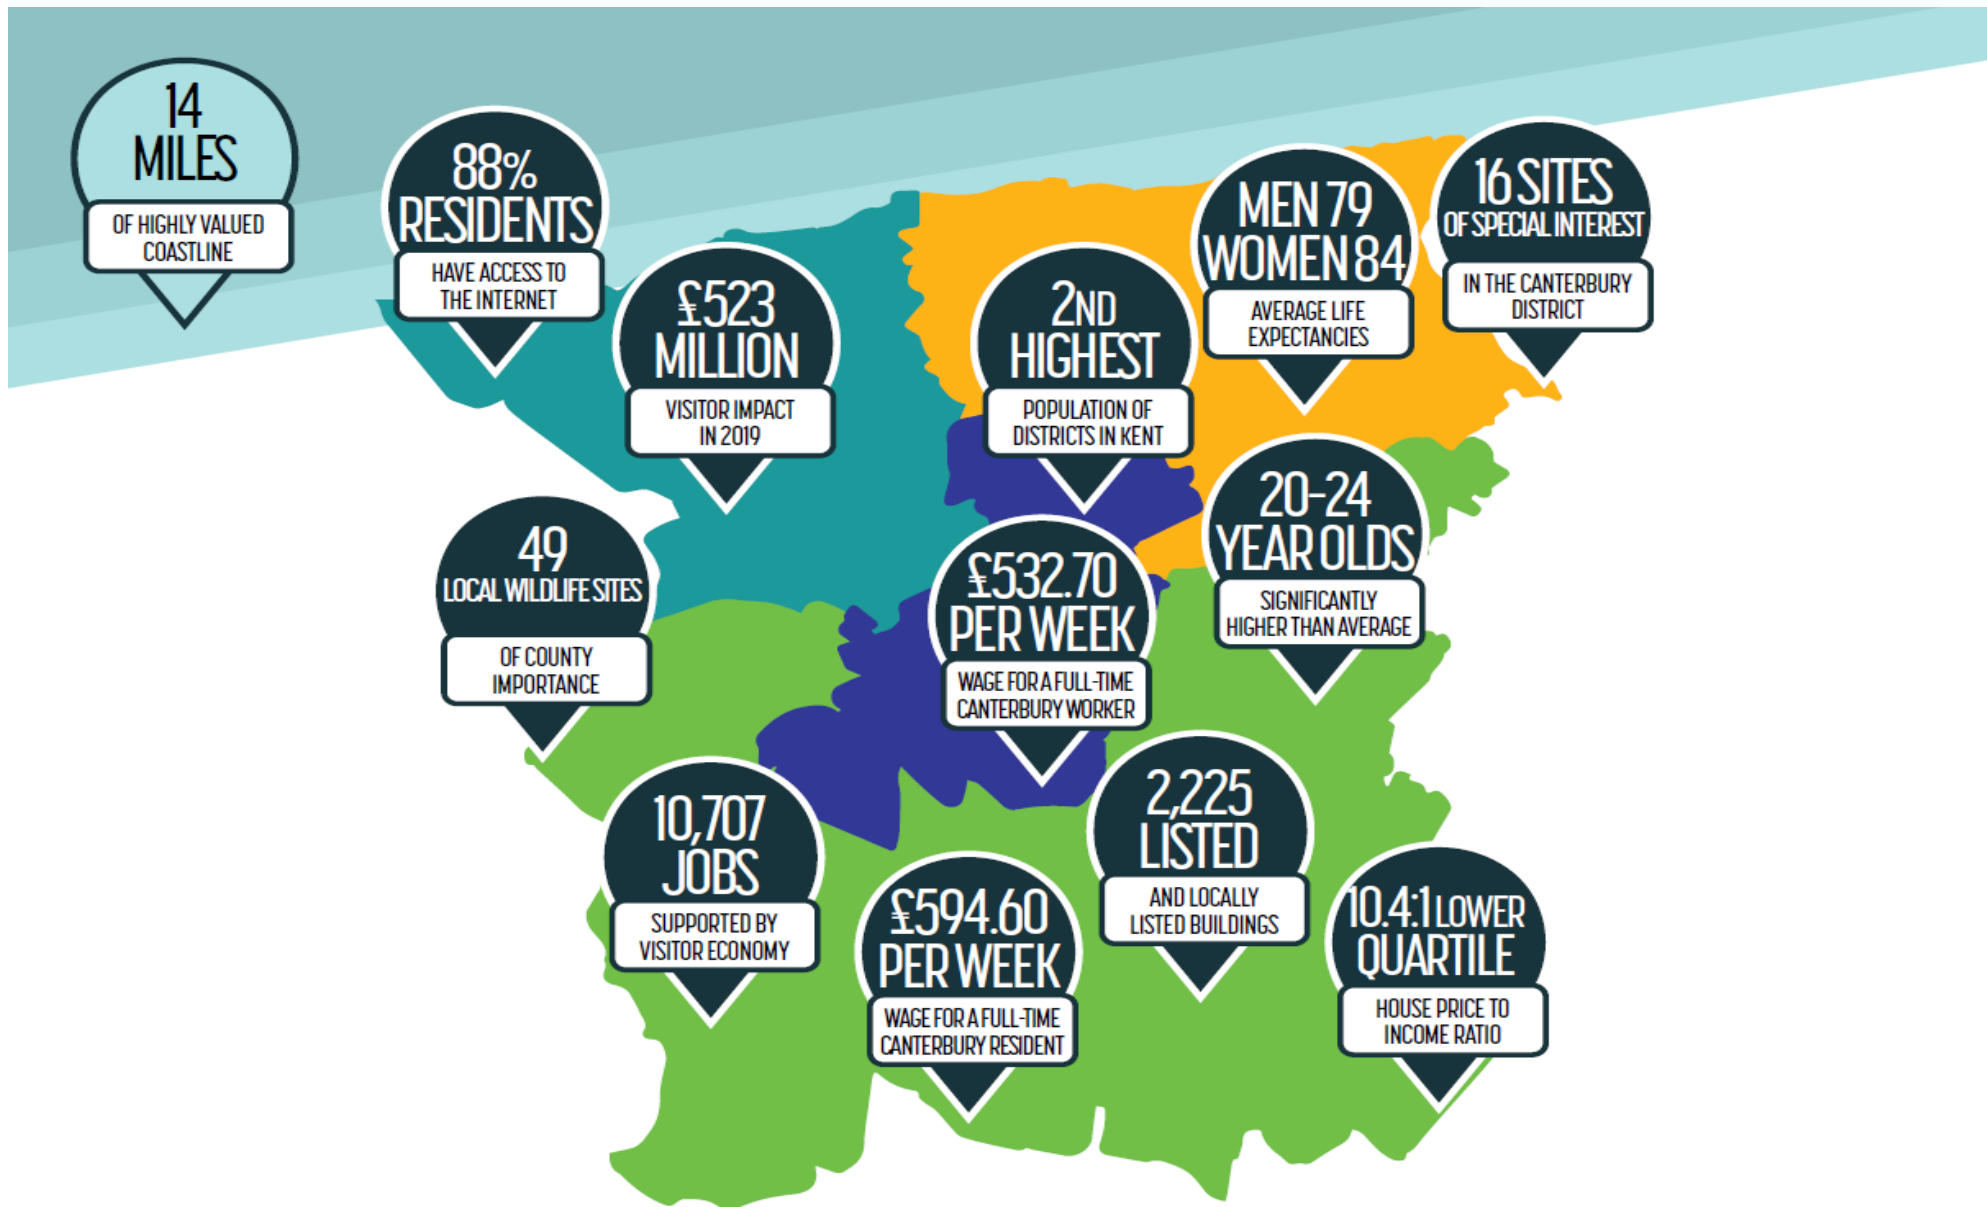 14
MILES
OF HIGHLY VALUED
COASTLINE
88%
RESIDENTS
HAVE ACCESS TO
THE INTERNET
£523
MILLION
VISITOR IMPACT
IN 2019
2ND
HIGHEST
POPULATION OF
DISTRICTS IN KENT
MEN 79
WOMEN 84
AVERAGE LIFE
EXPECTANCIES
16 SITES
OF SPECIAL INTEREST
IN THE CANTERBURY
DISTRICT
49
LOCAL WILDLIFE SITES
OF COUNTY
IMPORTANCE
£532.70
PER WEEK
WAGE FOR A FULL-TIME
CANTERBURY WORKER
20-24
YEAR OLDS
SIGNIFICANTLY
HIGHER THAN AVERAGE
10,707
JOBS
SUPPORTED BY
VISITOR ECONOMY
£594.60
PER WEEK
WAGE FOR A FULL-TIME
CANTERBURY RESIDENT
2,225
LISTED
AND LOCALLY
LISTED BUILDINGS
10.4:1 LOWER
QUARTILE
HOUSE PRICE TO
INCOME RATIO